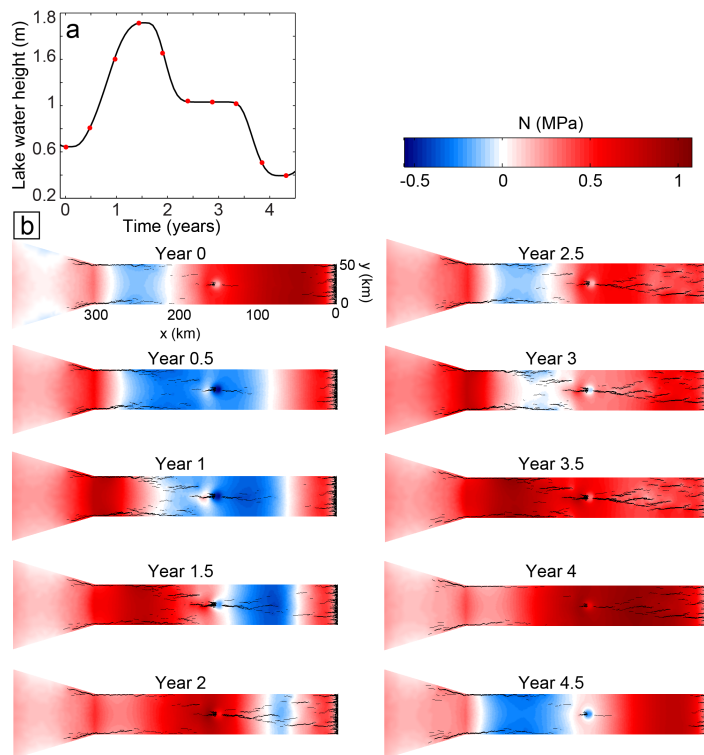 a
1.8
1.6
1
0.6
0.2
Lake water height (m)
0 1 2 3 4
Time (years)
N (MPa)
-0.5 0 0.5 1
b
Year 0
50
0
y (km)
300 200 100 0
x (km)
Year 0.5
Year 1
Year 1.5
Year 2
Year 2.5
Year 3
Year 3.5
Year 4
Year 4.5